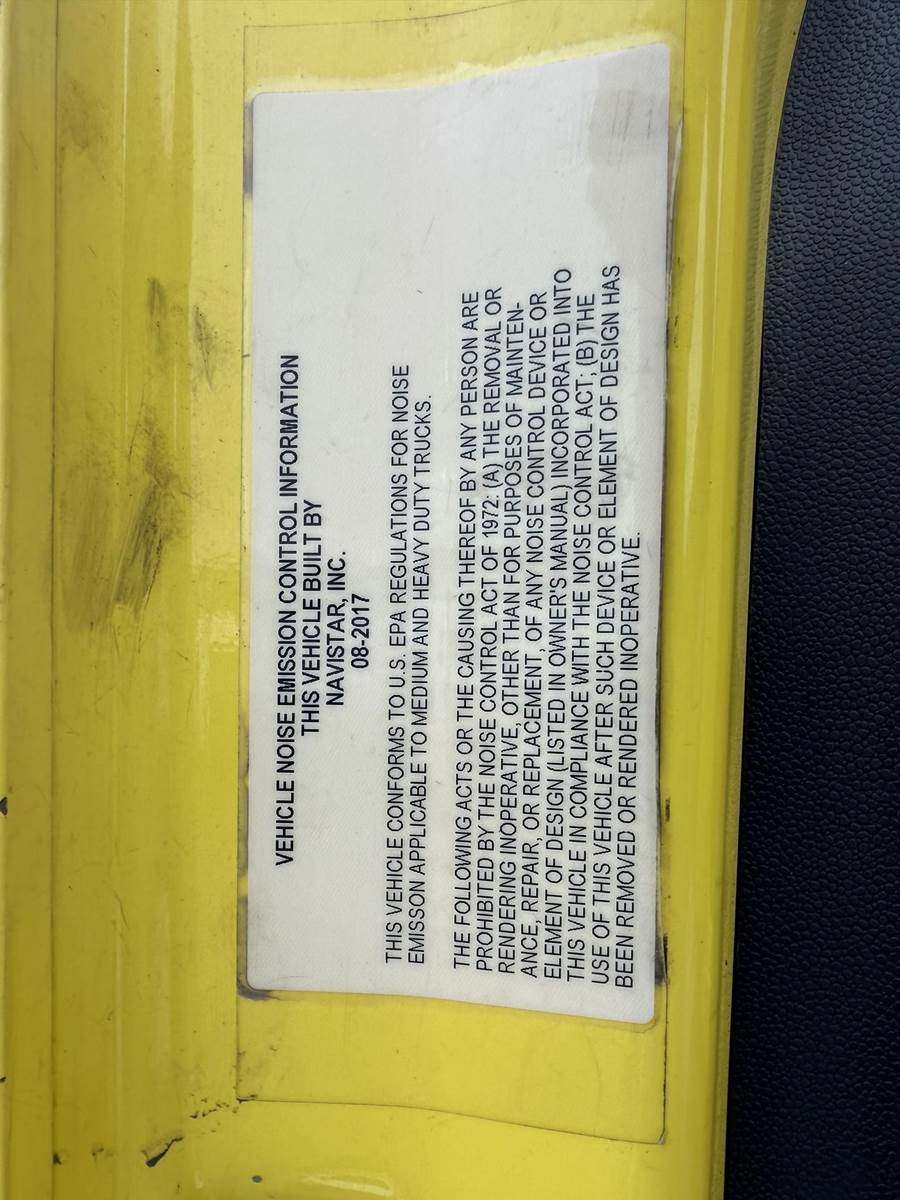 VEHICLE NOISE EMISSION CONTROL INFORMATION
THIS VEHICLE BUILT BY
NAVISTAR, INC.
08-2017
THIS VEHICLE CONFORMS TO U.S. EPA REGULATIONS FOR NOISE
EMISSON APPLICABLE TO MEDIUM AND HEAVY DUTY TRUCKS.
THE FOLLOWING ACTS OR THE CAUSING THEREOF BY ANY PERSON ARE
PROHIBITED BY THE NOISE CONTROL ACT OF 1972: (A) THE REMOVAL OR
RENDERING INOPERATIVE, OTHER THAN FOR PURPOSES OF MAINTEN-
ANCE, REPAIR, OR REPLACEMENT, OF ANY NOISE CONTROL DEVICE OR
ELEMENT OF DESIGN (LISTED IN OWNER'S MANUAL) INCORPORATED INTO
THIS VEHICLE IN COMPLIANCE WITH THE NOISE CONTROL ACT; (B) THE
USE OF THIS VEHICLE AFTER SUCH DEVICE OR ELEMENT OF DESIGN HAS
BEEN REMOVED OR RENDERED INOPERATIVE.